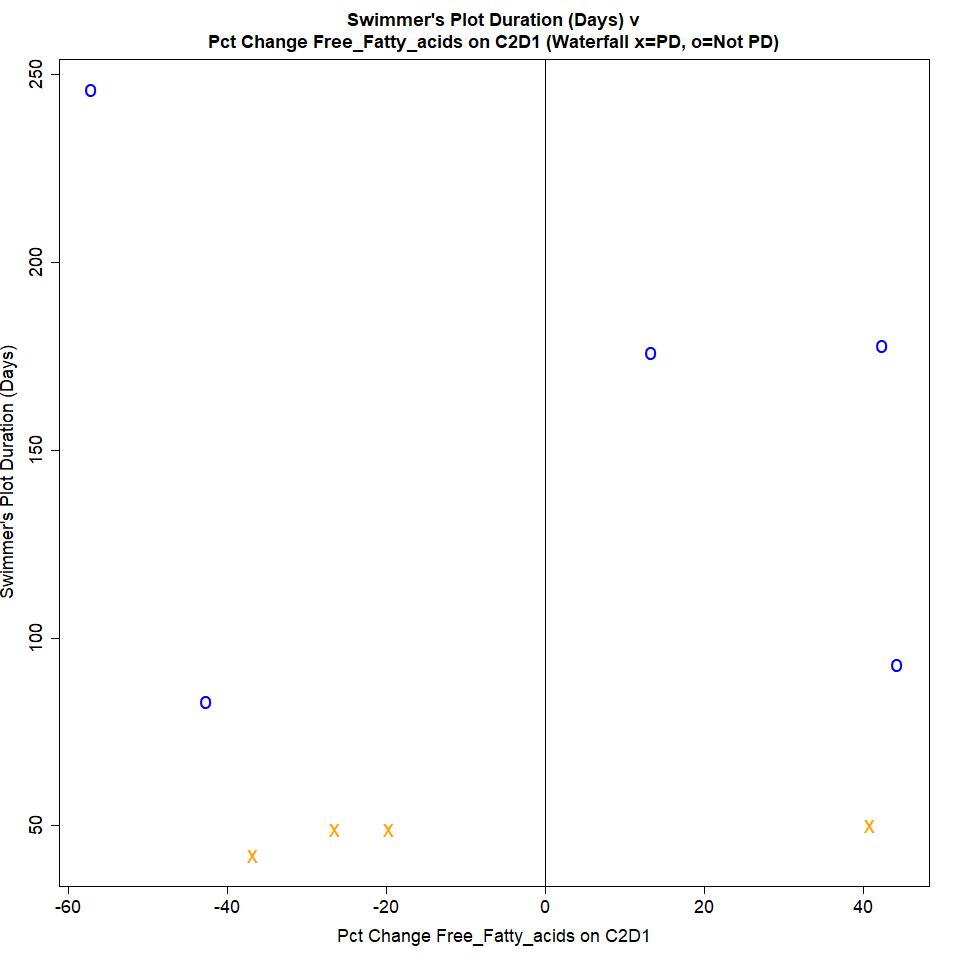 Swimmer's Plot Duration (Days) v
Pct Change Free_Fatty_acids on C2D1 (Waterfall x=PD, o=Not PD)
Swimmer's Plot Duration (Days)
250
200
150
100
50
O
O
O
O
O
X
X
X
X
-60
-40
-20
0
20
40
Pct Change Free_Fatty_acids on C2D1